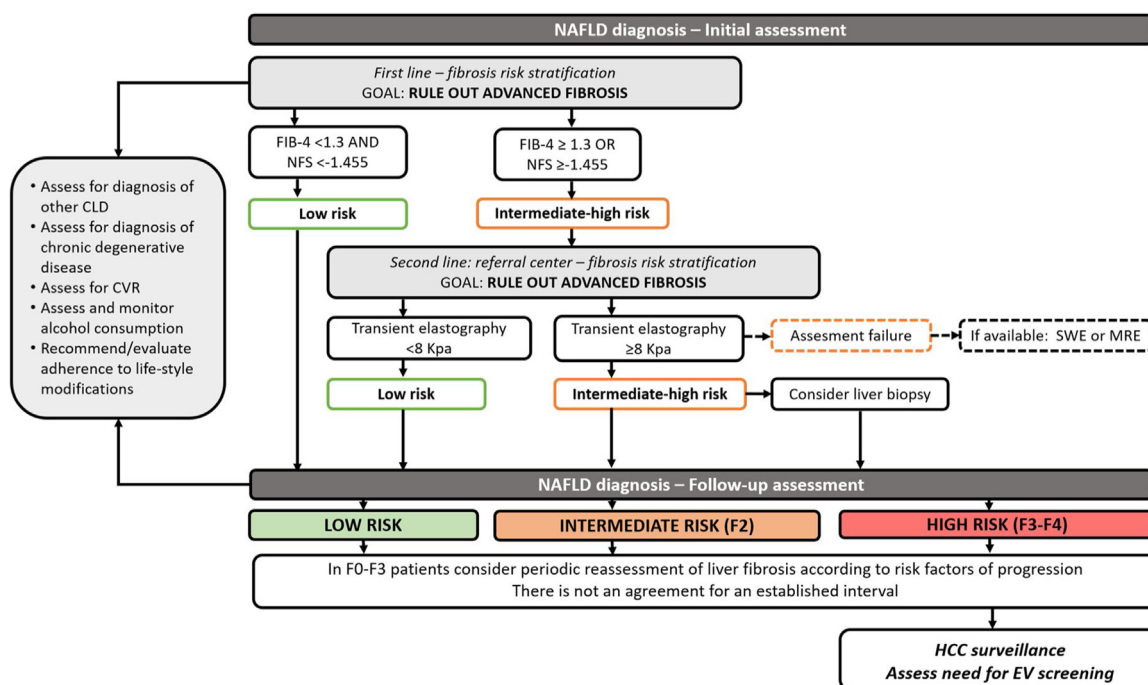 NAFLD diagnosis – Initial assessment
First line – fibrosis risk stratification
GOAL: RULE OUT ADVANCED FIBROSIS
FIB-4 <1.3 AND
NFS <-1.455
FIB-4 ≥ 1.3 OR
NFS ≥-1.455
Low risk
Intermediate-high risk
• Assess for diagnosis of
other CLD
• Assess for diagnosis of
chronic degenerative
disease
• Assess for CVR
• Assess and monitor
alcohol consumption
• Recommend/evaluate
adherence to life-style
modifications
Second line: referral center – fibrosis risk stratification
GOAL: RULE OUT ADVANCED FIBROSIS
Transient elastography
<8 Kpa
Transient elastography
≥8 Kpa
Assesment failure
If available: SWE or MRE
Low risk
Intermediate-high risk
Consider liver biopsy
NAFLD diagnosis – Follow-up assessment
LOW RISK
INTERMEDIATE RISK (F2)
HIGH RISK (F3-F4)
In F0-F3 patients consider periodic reassessment of liver fibrosis according to risk factors of progression
There is not an agreement for an established interval
HCC surveillance
Assess need for EV screening